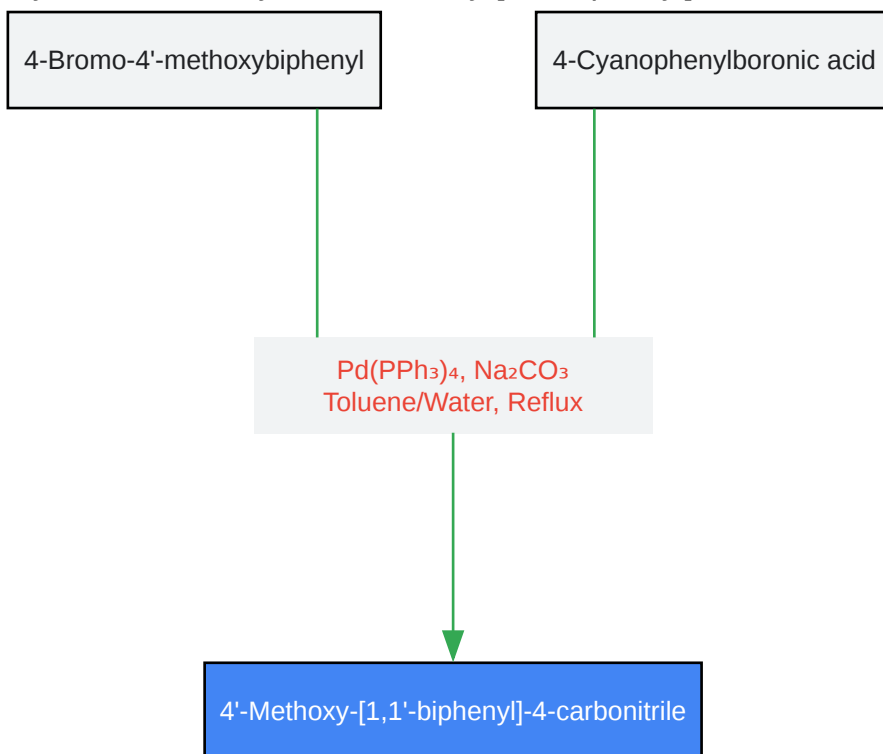 4-Bromo-4'-methoxybiphenyl
4-Cyanophenylboronic acid
Pd(PPh₃)₄, Na₂CO₃
Toluene/Water, Reflux
4'-Methoxy-[1,1'-biphenyl]-4-carbonitrile